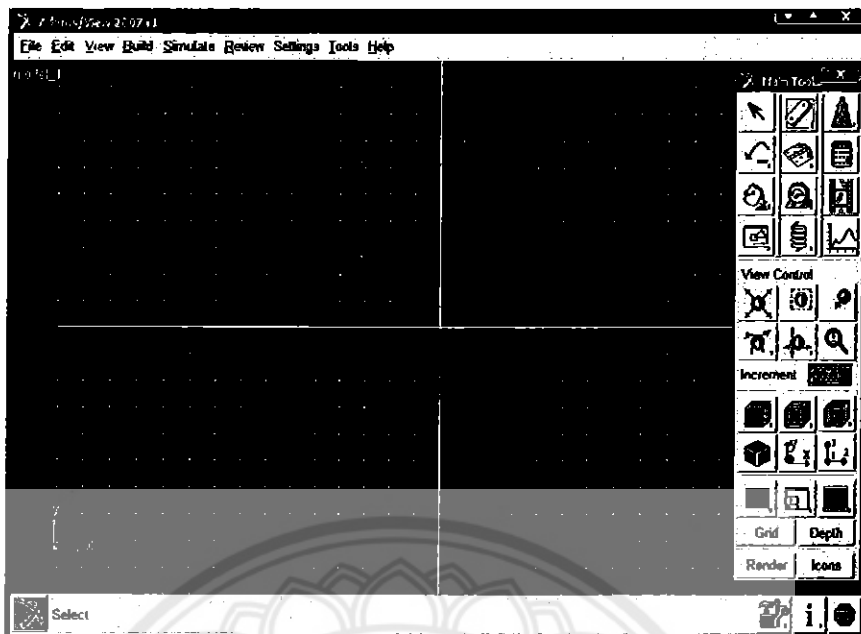 File Edit View Build Simulate Review Settings Tools Help
View Control
Increment
Grid Depth
Render Icons
Select